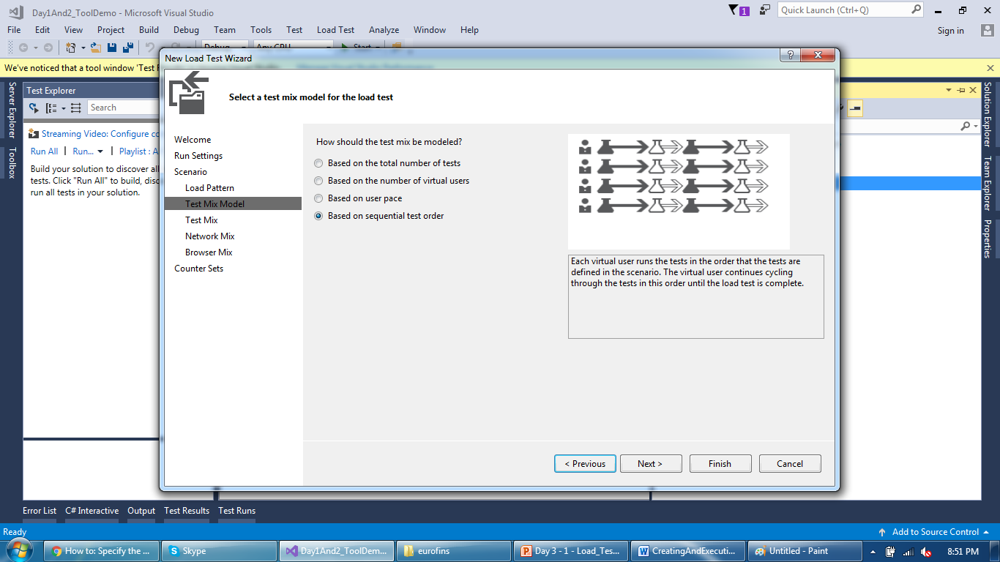 Day1And2_ToolDemo - Microsoft Visual Studio
1
Quick Launch (Ctrl+Q)
File Edit View Project Build Debug Team Tools Test Load Test Analyze Window Help
Sign in
Debug Any CPU Start
We've noticed that a tool window 'Test
New Load Test Wizard
?
Server Explorer
Toolbox
Test Explorer
Search
Streaming Video: Configure
Run All | Run... | Playlist :
Build your solution to discover all
tests. Click "Run All" to build,
run all tests in your solution.
Select a test mix model for the load test
Welcome
Run Settings
Scenario
Load Pattern
Test Mix Model
Test Mix
Network Mix
Browser Mix
Counter Sets
How should the test mix be modeled?
Based on the total number of tests
Based on the number of virtual users
Based on user pace
Based on sequential test order
Each virtual user runs the tests in the order that the tests are
defined in the scenario. The virtual user continues cycling
through the tests in this order until the load test is complete.
< Previous Next > Finish Cancel
Solution Explorer
Team Explorer
Properties
Error List C# Interactive Output Test Results Test Runs
Ready
Add to Source Control
How to: Specify the ... Skype Day1And2_ToolDem... eurofins Day 3 - 1 - Load_Tes... CreatingAndExecuti... Untitled - Paint 8:51 PM